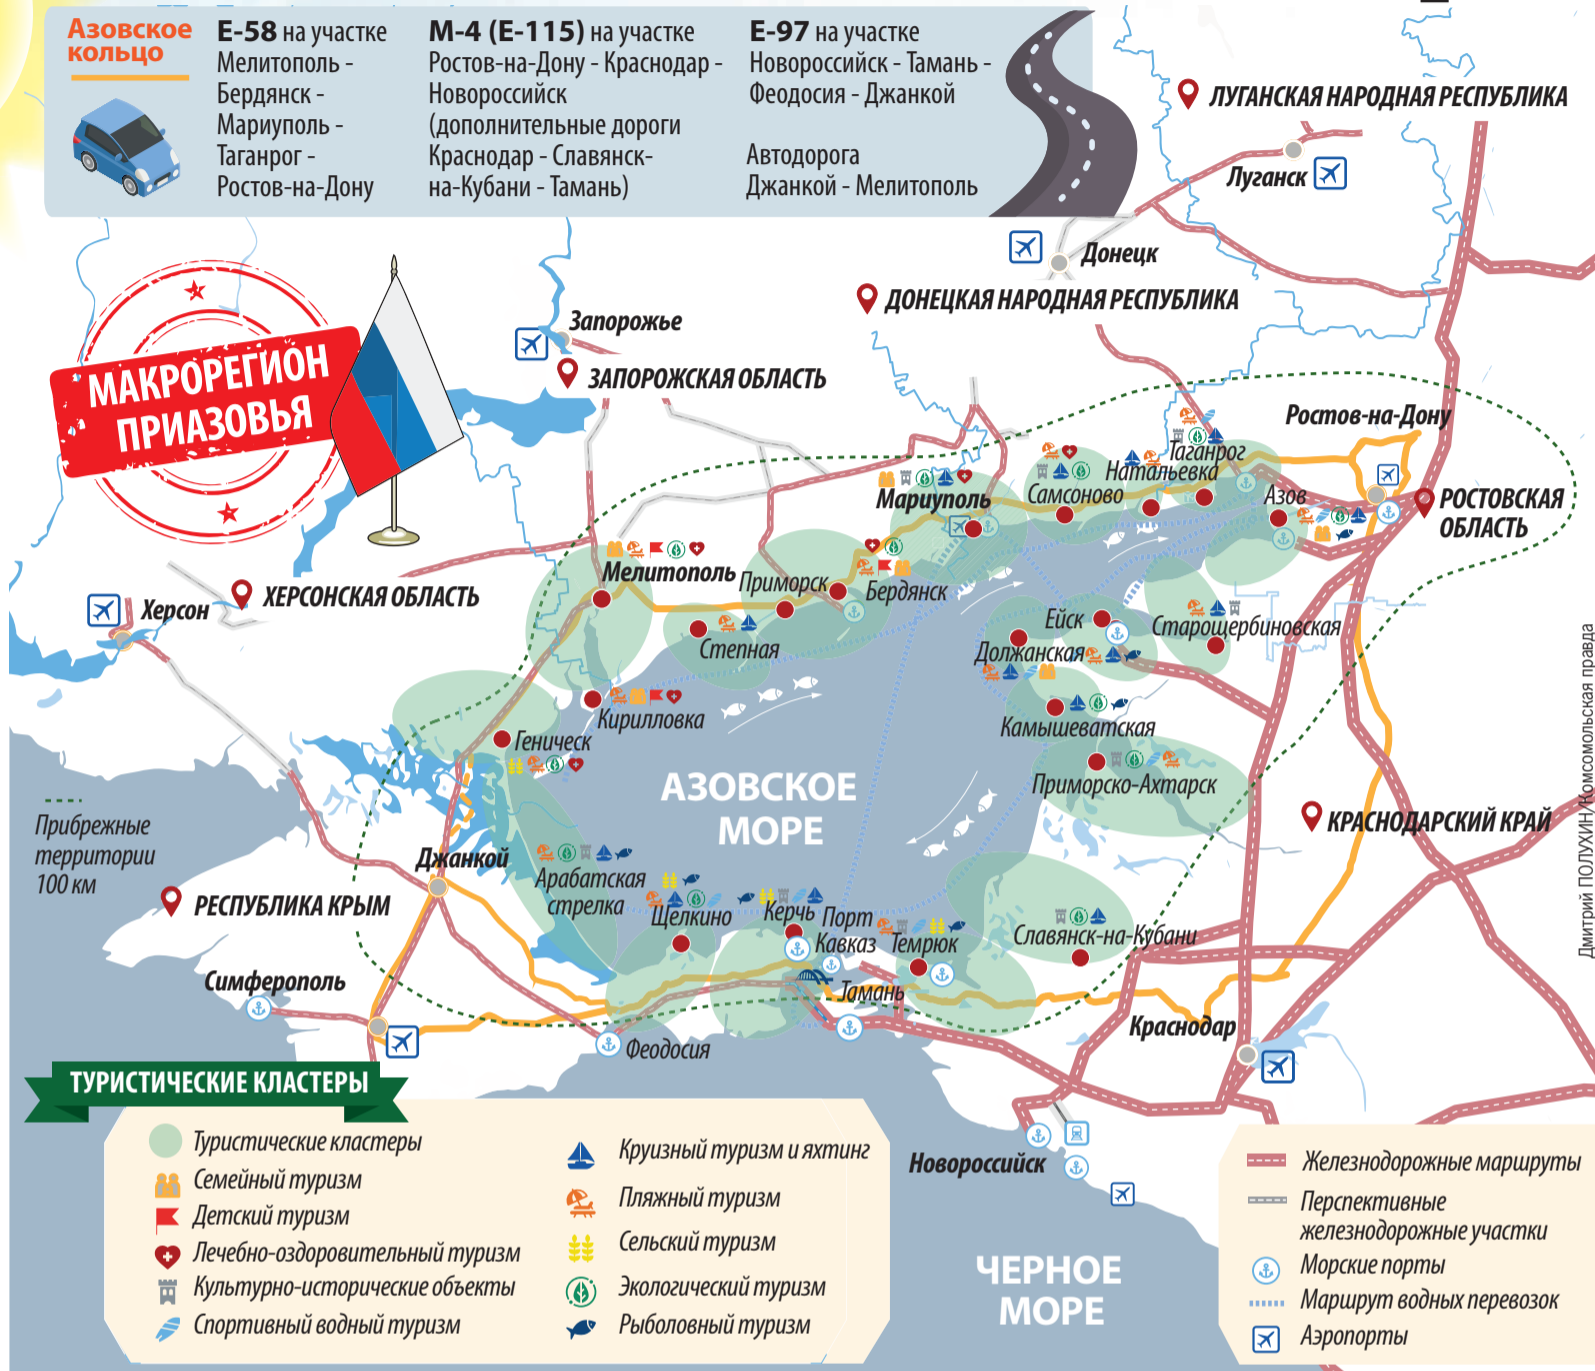 Азовское
кольцо
Е-58 на участке
Мелитополь -
Бердянск -
Мариуполь -
Таганрог -
Ростов-на-Дону
М-4 (Е-115) на участке
Ростов-на-Дону - Краснодар -
Новороссийск
(дополнительные дороги
Краснодар - Славянск-
на-Кубани - Тамань)
Е-97 на участке
Новороссийск - Тамань -
Феодосия - Джанкой
Автодорога
Джанкой - Мелитополь
ЛУГАНСКАЯ НАРОДНАЯ РЕСПУБЛИКА
Луганск
Донецк
ДОНЕЦКАЯ НАРОДНАЯ РЕСПУБЛИКА
МАКРОРЕГИОН
ПРИАЗОВЬЯ
Запорожье
ЗАПОРОЖСКАЯ ОБЛАСТЬ
Ростов-на-Дону
Таганрог
Натальевка
Самсоново
Мариуполь
Азов
РОСТОВСКАЯ
ОБЛАСТЬ
Мелитополь
Приморск
Бердянск
Степная
ХЕРСОНСКАЯ ОБЛАСТЬ
Херсон
Ейск
Старощербиновская
Должанская
Кирилловка
Камышеватская
Геническ
Приморско-Ахтарск
АЗОВСКОЕ
МОРЕ
КРАСНОДАРСКИЙ КРАЙ
Прибрежные
территории
100 км
Джанкой
Арабатская
стрелка
РЕСПУБЛИКА КРЫМ
Щелкино
Керчь
Порт
Кавказ
Темрюк
Славянск-на-Кубани
Симферополь
Тамань
Феодосия
Краснодар
Новороссийск
ЧЕРНОЕ
МОРЕ
Дмитрий ПОЛУХИН/Комсомольская правда
ТУРИСТИЧЕСКИЕ КЛАСТЕРЫ
Туристические кластеры
Семейный туризм
Детский туризм
Лечебно-оздоровительный туризм
Культурно-исторические объекты
Спортивный водный туризм
Круизный туризм и яхтинг
Пляжный туризм
Сельский туризм
Экологический туризм
Рыболовный туризм
Железнодорожные маршруты
Перспективные
железнодорожные участки
Морские порты
Маршрут водных перевозок
Аэропорты